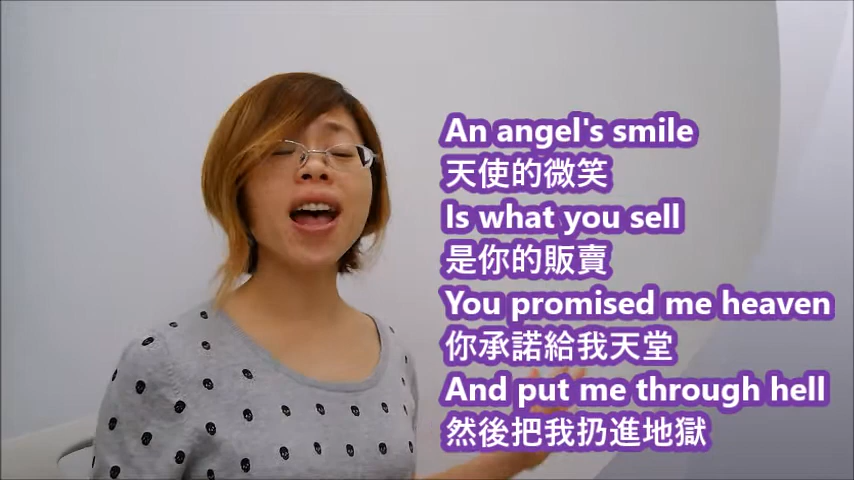 An angel's smile
天使的微笑
Is what you sell
是你的販賣
You promised me heaven
你承諾給我天堂
And put me through hell
然後把我扔進地獄